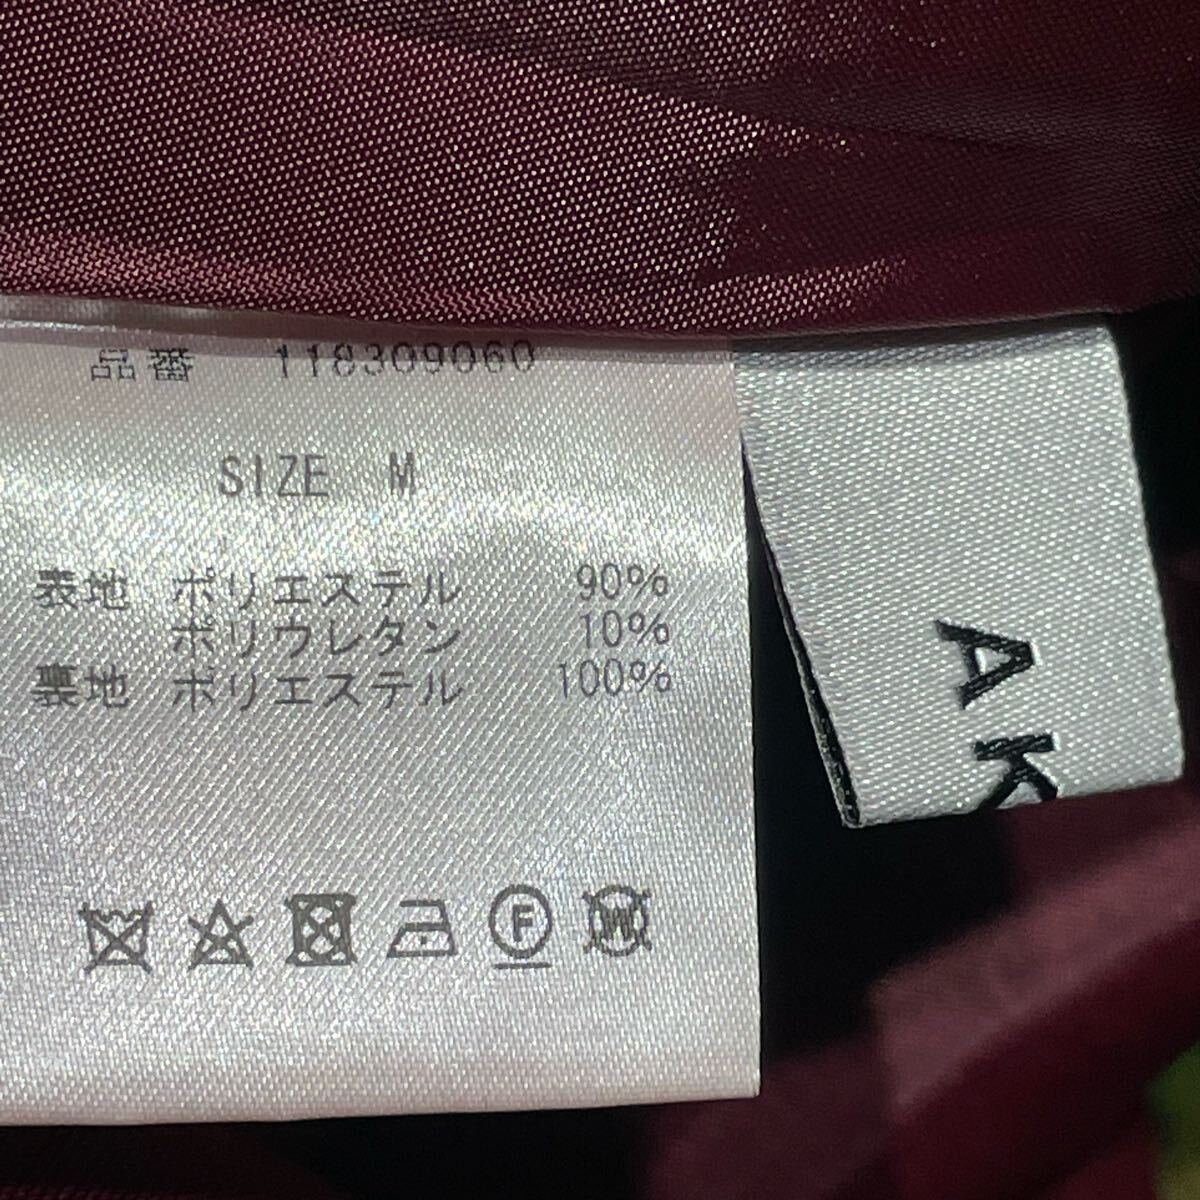 品番 118309060
SIZE M
表地 ポリエステル 90%
ポリウレタン 10%
裏地 ポリエステル 100%
F
W
A K